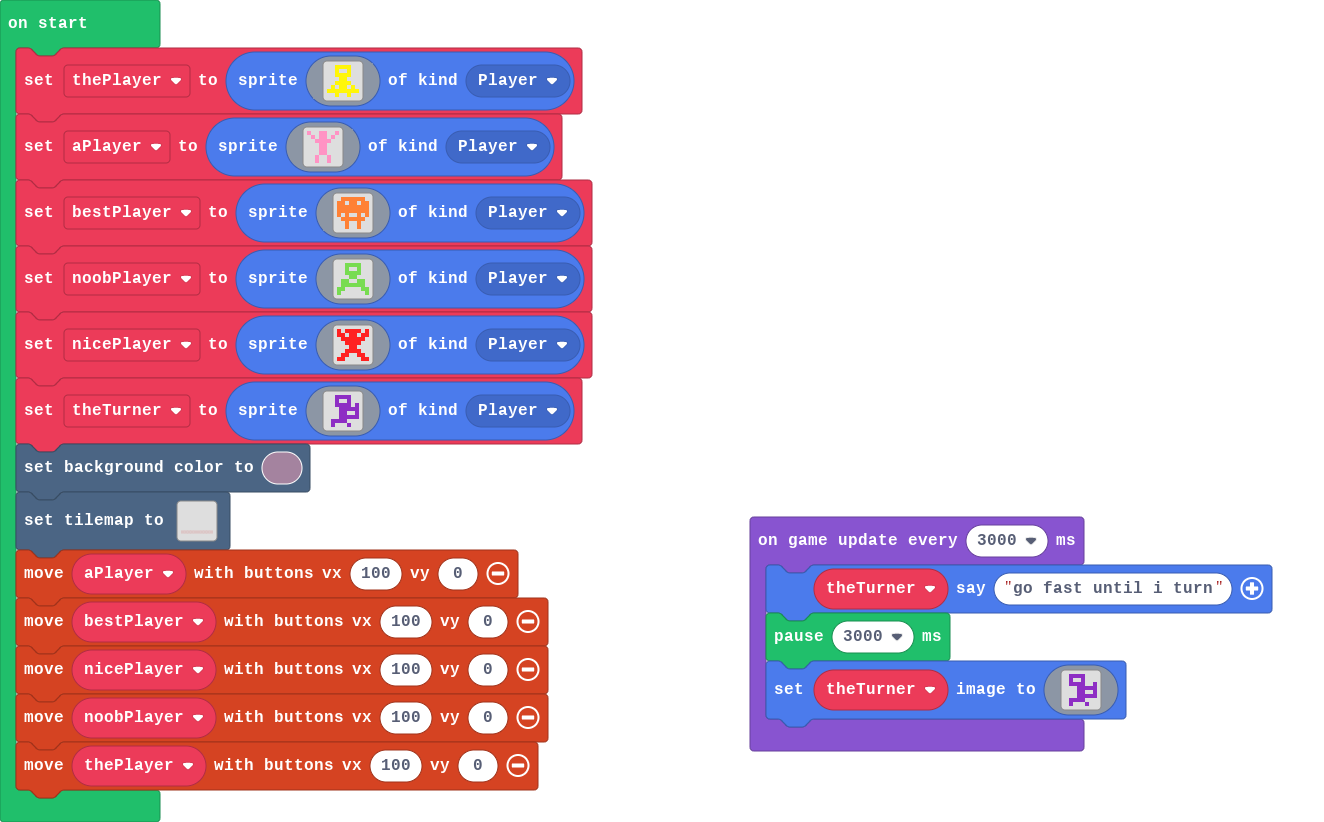 on start
set thePlayer to sprite of kind Player
set aPlayer to sprite of kind Player
set bestPlayer to sprite of kind Player
set noobPlayer to sprite of kind Player
set nicePlayer to sprite of kind Player
set theTurner to sprite of kind Player
set background color to
set tilemap to
move aPlayer with buttons vx 100 vy 0
move bestPlayer with buttons vx 100 vy 0
move nicePlayer with buttons vx 100 vy 0
move noobPlayer with buttons vx 100 vy 0
move thePlayer with buttons vx 100 vy 0
on game update every 3000 ms
theTurner say "go fast until i turn"
pause 3000 ms
set theTurner image to